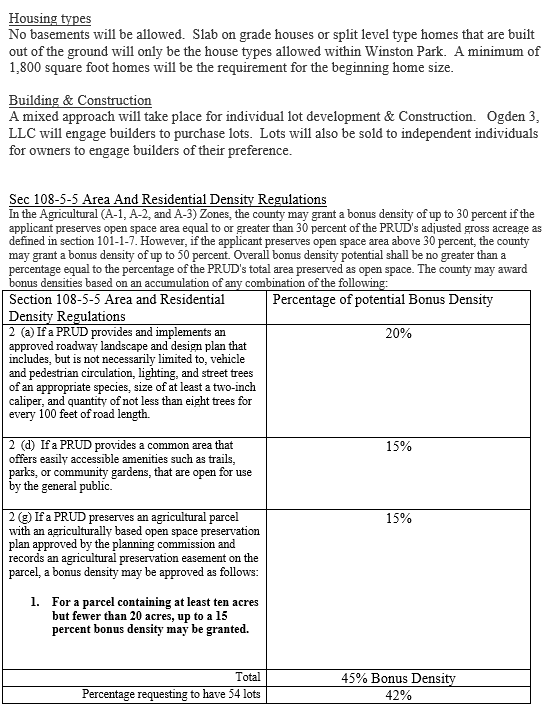 Housing types
No basements will be allowed.  Slab on grade houses or split level type homes that are built
out of the ground will only be the house types allowed within Winston Park.  A minimum of
1,800 square foot homes will be the requirement for the beginning home size.
Building & Construction
A mixed approach will take place for individual lot development & Construction.   Ogden 3,
LLC will engage builders to purchase lots.  Lots will also be sold to independent individuals
for owners to engage builders of their preference.
Sec 108-5-5 Area And Residential Density Regulations
In the Agricultural (A-1, A-2, and A-3) Zones, the county may grant a bonus density of up to 30 percent if the
applicant preserves open space area equal to or greater than 30 percent of the PRUD's adjusted gross acreage as
defined in section 101-1-7. However, if the applicant preserves open space area above 30 percent, the county
may grant a bonus density of up to 50 percent. Overall bonus density potential shall be no greater than a
percentage equal to the percentage of the PRUD's total area preserved as open space. The county may award
bonus densities based on an accumulation of any combination of the following:
Section 108-5-5 Area and Residential
Density Regulations
Percentage of potential Bonus Density
2  (a) If a PRUD provides and implements an
approved roadway landscape and design plan that
includes, but is not necessarily limited to, vehicle
and pedestrian circulation, lighting, and street trees
of an appropriate species, size of at least a two-inch
caliper, and quantity of not less than eight trees for
every 100 feet of road length.
20%
2  (d)  If a PRUD provides a common area that
offers easily accessible amenities such as trails,
parks, or community gardens, that are open for use
by the general public.
15%
2 (g) If a PRUD preserves an agricultural parcel
with an agriculturally based open space preservation
plan approved by the planning commission and
records an agricultural preservation easement on the
parcel, a bonus density may be approved as follows:
1.   For a parcel containing at least ten acres
but fewer than 20 acres, up to a 15
percent bonus density may be granted.
15%
Total
45% Bonus Density
Percentage requesting to have 54 lots
42%